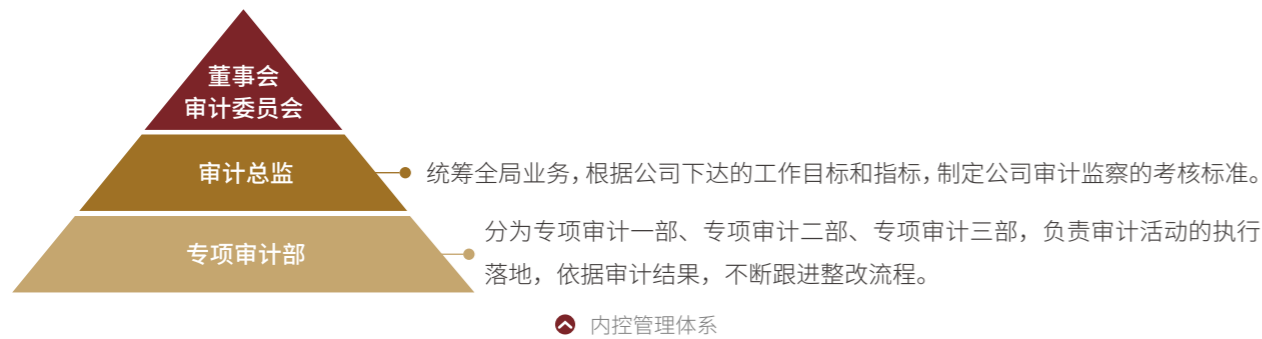 董事会
审计委员会
审计总监
统筹全局业务，根据公司下达的工作目标和指标，制定公司审计监察的考核标准。
专项审计部
分为专项审计一部、专项审计二部、专项审计三部，负责审计活动的执行
落地，依据审计结果，不断跟进整改流程。
内控管理体系